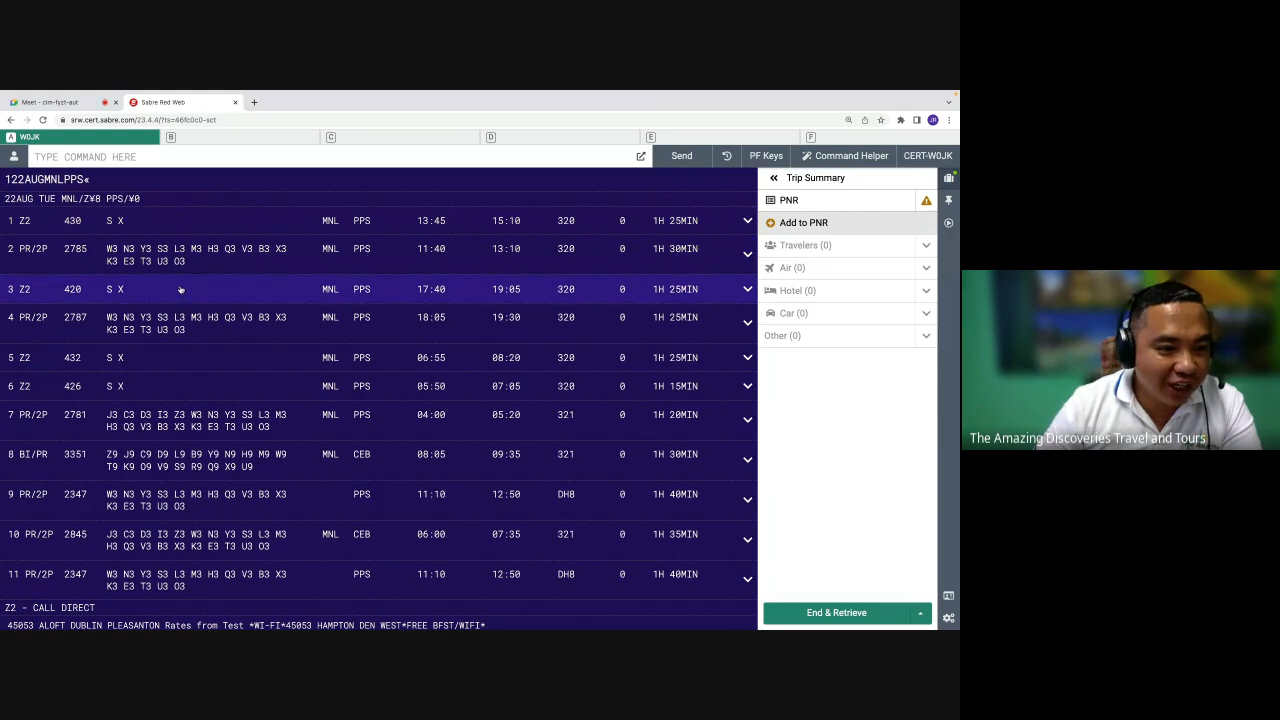 Meet - cim-fyzt-aut
Sabre Red Web
srw.cert.sabre.com/23.4.4/?ts=46fc0c0-sct
JR
A W0JK
B
C
D
E
F
TYPE COMMAND HERE
Send
PF Keys
Command Helper
CERT-W0JK
122AUGMNLPPS«
22AUG TUE MNL/Z¥8 PPS/¥0
1 Z2 430 S X MNL PPS 13:45 15:10 320 0 1H 25MIN
2 PR/2P 2785 W3 N3 Y3 S3 L3 M3 H3 Q3 V3 B3 X3 MNL PPS 11:40 13:10 320 0 1H 30MIN
K3 E3 T3 U3 O3
3 Z2 420 S X MNL PPS 17:40 19:05 320 0 1H 25MIN
4 PR/2P 2787 W3 N3 Y3 S3 L3 M3 H3 Q3 V3 B3 X3 MNL PPS 18:05 19:30 320 0 1H 25MIN
K3 E3 T3 U3 O3
5 Z2 432 S X MNL PPS 06:55 08:20 320 0 1H 25MIN
6 Z2 426 S X MNL PPS 05:50 07:05 320 0 1H 15MIN
7 PR/2P 2781 J3 C3 D3 I3 Z3 W3 N3 Y3 S3 L3 M3 MNL PPS 04:00 05:20 321 0 1H 20MIN
H3 Q3 V3 B3 X3 K3 E3 T3 U3 O3
8 BI/PR 3351 Z9 J9 C9 D9 L9 B9 Y9 N9 H9 M9 W9 MNL CEB 08:05 09:35 321 0 1H 30MIN
T9 K9 O9 V9 S9 R9 Q9 X9 U9
9 PR/2P 2347 W3 N3 Y3 S3 L3 M3 H3 Q3 V3 B3 X3 PPS 11:10 12:50 DH8 0 1H 40MIN
K3 E3 T3 U3 O3
10 PR/2P 2845 J3 C3 D3 I3 Z3 W3 N3 Y3 S3 L3 M3 MNL CEB 06:00 07:35 321 0 1H 35MIN
H3 Q3 V3 B3 X3 K3 E3 T3 U3 O3
11 PR/2P 2347 W3 N3 Y3 S3 L3 M3 H3 Q3 V3 B3 X3 PPS 11:10 12:50 DH8 0 1H 40MIN
K3 E3 T3 U3 O3
Z2 - CALL DIRECT
45053 ALOFT DUBLIN PLEASANTON Rates from Test *WI-FI*45053 HAMPTON DEN WEST*FREE BFST/WIFI*
Trip Summary
PNR
Add to PNR
Travelers (0)
Air (0)
Hotel (0)
Car (0)
Other (0)
End & Retrieve
The Amazing Discoveries Travel and Tours